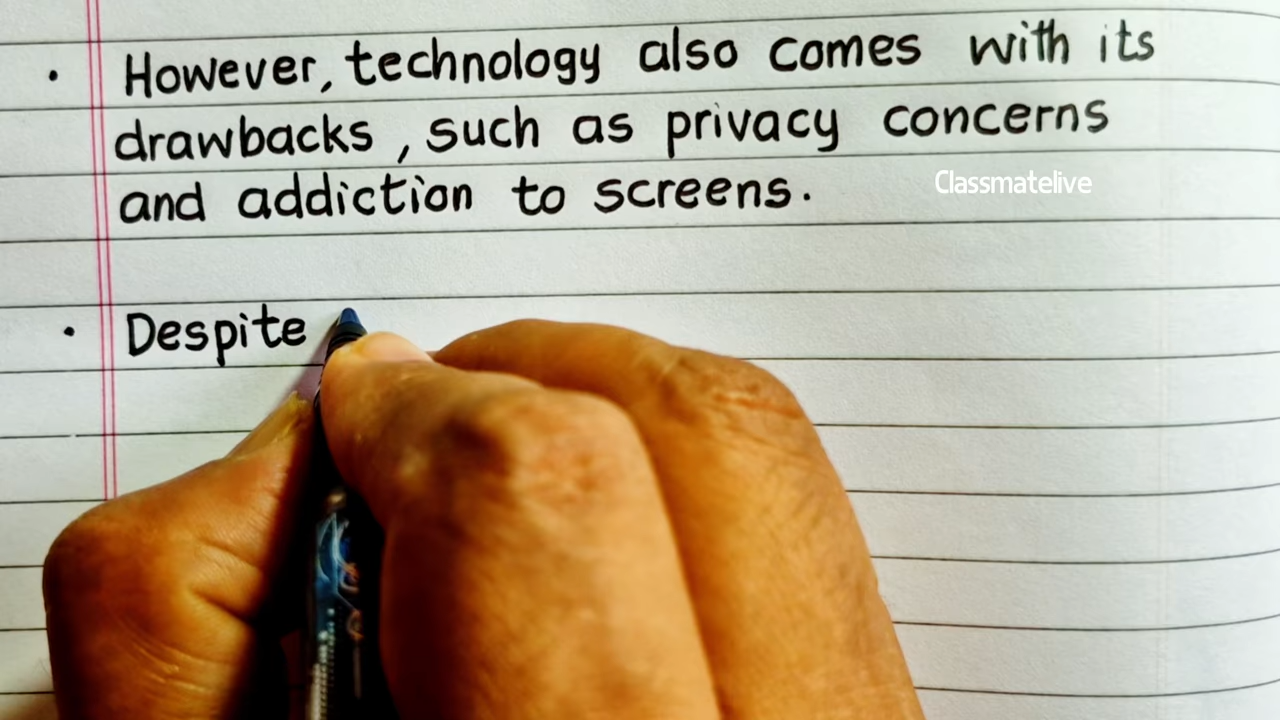 • However, technology also comes with its
drawbacks, such as privacy concerns
and addiction to screens.
Classmatelive
• Despite